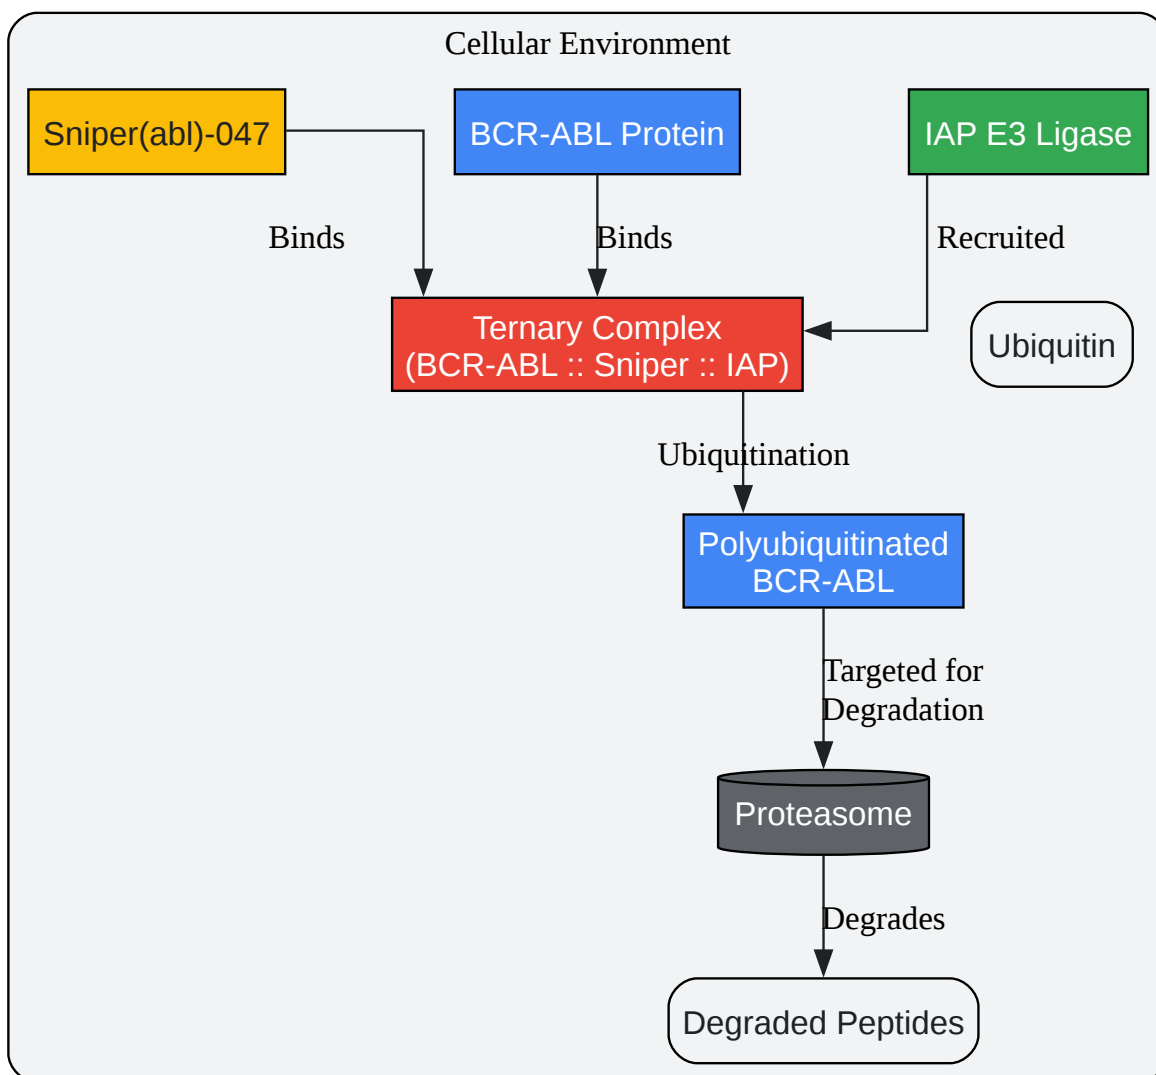 Cellular Environment
Sniper(abl)-047
BCR-ABL Protein
IAP E3 Ligase
Binds
Binds
Recruited
Ternary Complex
(BCR-ABL :: Sniper :: IAP)
Ubiquitin
Ubiquitination
Polyubiquitinated
BCR-ABL
Targeted for
Degradation
Proteasome
Degrades
Degraded Peptides